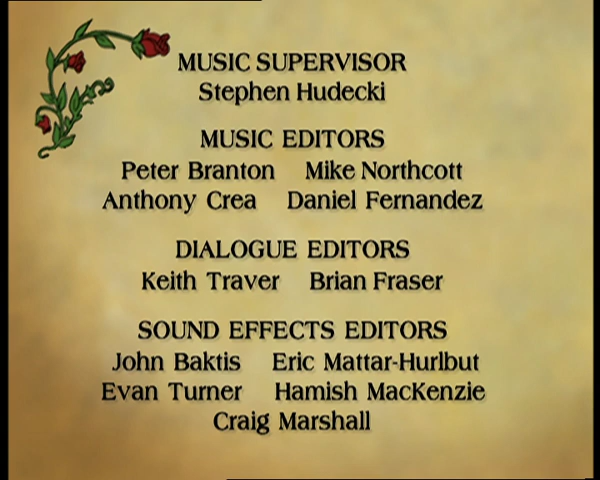 MUSIC SUPERVISOR
Stephen Hudecki
MUSIC EDITORS
Peter Branton Mike Northcott
Anthony Crea Daniel Fernandez
DIALOGUE EDITORS
Keith Traver Brian Fraser
SOUND EFFECTS EDITORS
John Baktis Eric Mattar-Hurlbut
Evan Turner Hamish MacKenzie
Craig Marshall